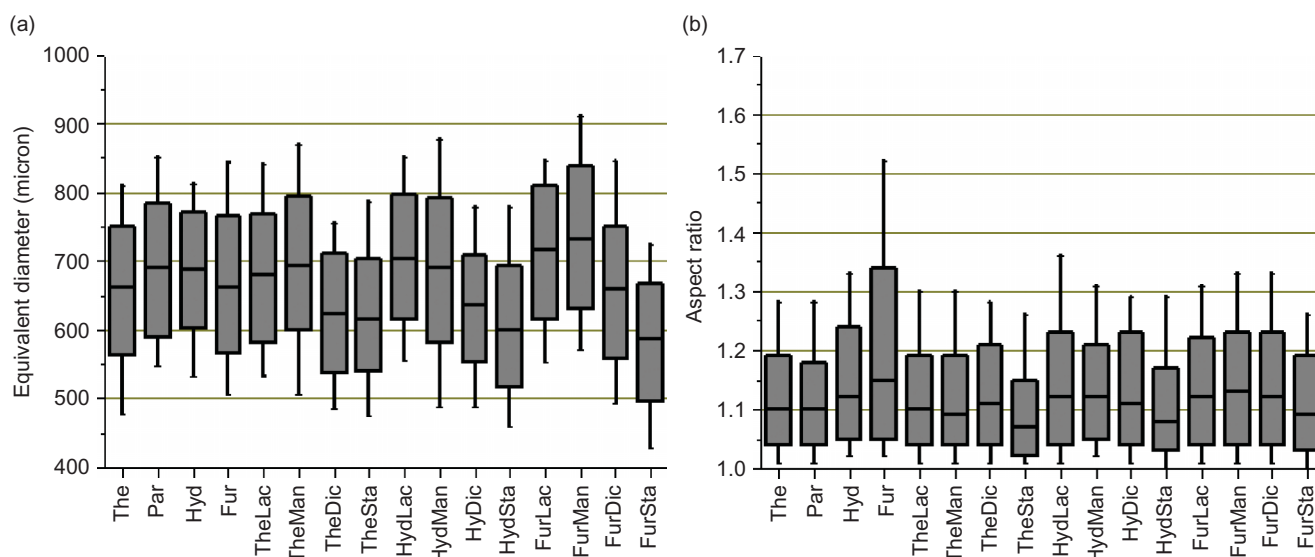 (a)
1000
900
800
700
600
500
400
Equivalent diameter (micron)
The
Par
Hyd
Fur
TheLac
TheMan
TheDic
TheSta
HydLac
HydMan
HyDic
HydSta
FurLac
FurMan
FurDic
FurSta
(b)
1.7
1.6
1.5
1.4
1.3
1.2
1.1
1.0
Aspect ratio
The
Par
Hyd
Fur
TheLac
TheMan
TheDic
TheSta
HydLac
HydMan
HyDic
HydSta
FurLac
FurMan
FurDic
FurSta